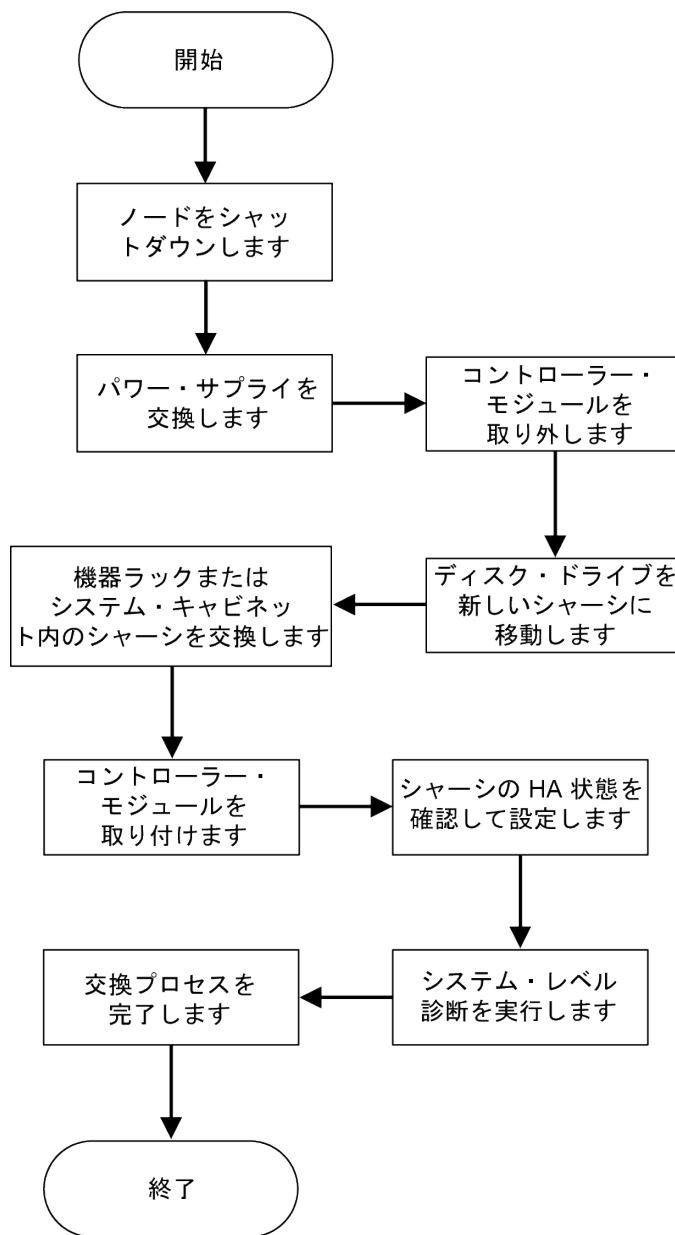 開始
ノードをシャッ
トダウンします
パワー・サプライを
交換します
コントローラー・
モジュールを
取り外します
ディスク・ドライブを
新しいシャーシに
移動します
機器ラックまたは
システム・キャビネッ
ト内のシャーシを交換します
コントローラー・
モジュールを
取り付けます
シャーシの HA 状態を
確認して設定します
システム・レベル
診断を実行します
交換プロセスを
完了します
終了